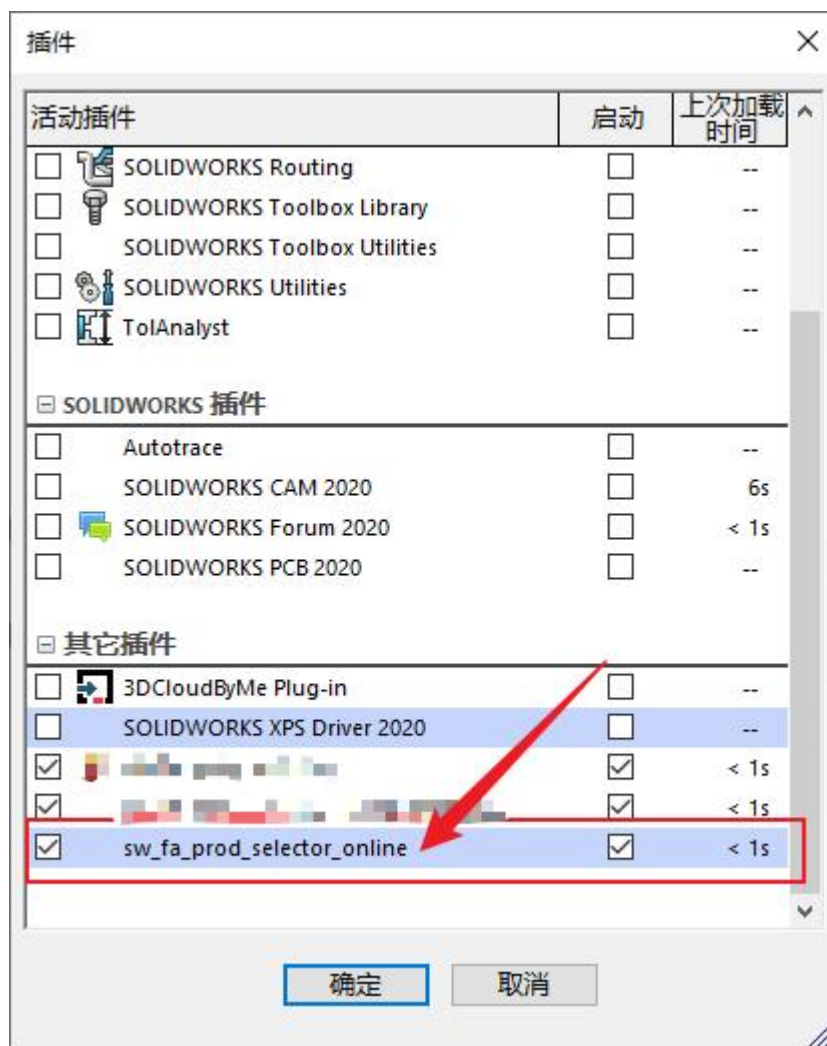 插件
活动插件 启动 上次加载时间
SOLIDWORKS Routing --
SOLIDWORKS Toolbox Library --
SOLIDWORKS Toolbox Utilities --
SOLIDWORKS Utilities --
TolAnalyst --
SOLIDWORKS 插件
Autotrace --
SOLIDWORKS CAM 2020 6s
SOLIDWORKS Forum 2020 < 1s
SOLIDWORKS PCB 2020 --
其它插件
3DCloudByMe Plug-in --
SOLIDWORKS XPS Driver 2020 --
< 1s
< 1s
sw_fa_prod_selector_online < 1s
确定 取消